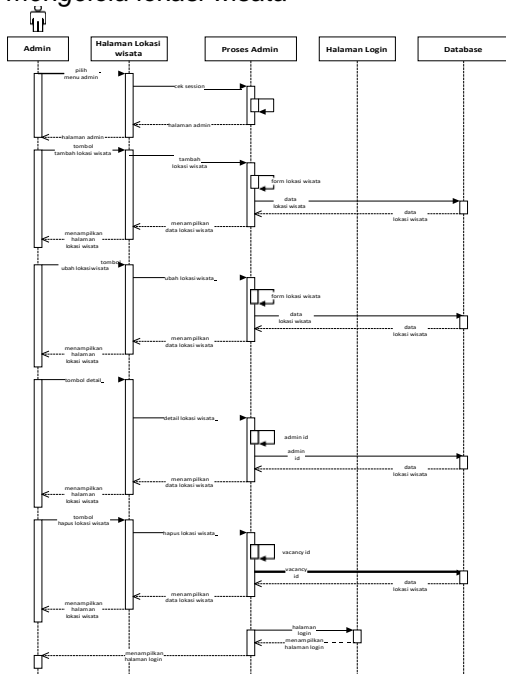 mengelola lokasi wisata
Admin
Halaman Lokasi
wisata
Proses Admin
Halaman Login
Database
pilih
menu admin
cek session
halaman admin
halaman admin
tombol
tambah lokasi wisata
tambah
lokasi wisata
form lokasi wisata
data
lokasi wisata
data
lokasi wisata
menampilkan
data lokasi wisata
menampilkan
halaman
lokasi wisata
tombol
ubah lokasi wisata
ubah lokasi wisata
form lokasi wisata
data
lokasi wisata
data
lokasi wisata
menampilkan
data lokasi wisata
menampilkan
halaman
lokasi wisata
tombol detail
detail lokasi wisata
admin id
admin
id
data
lokasi wisata
menampilkan
data lokasi wisata
menampilkan
halaman
lokasi wisata
tombol
hapus lokasi wisata
hapus lokasi wisata
vacancy id
vacancy
id
data
lokasi wisata
menampilkan
data lokasi wisata
menampilkan
halaman
lokasi wisata
halaman
login
menampilkan
halaman login
menampilkan
halaman login